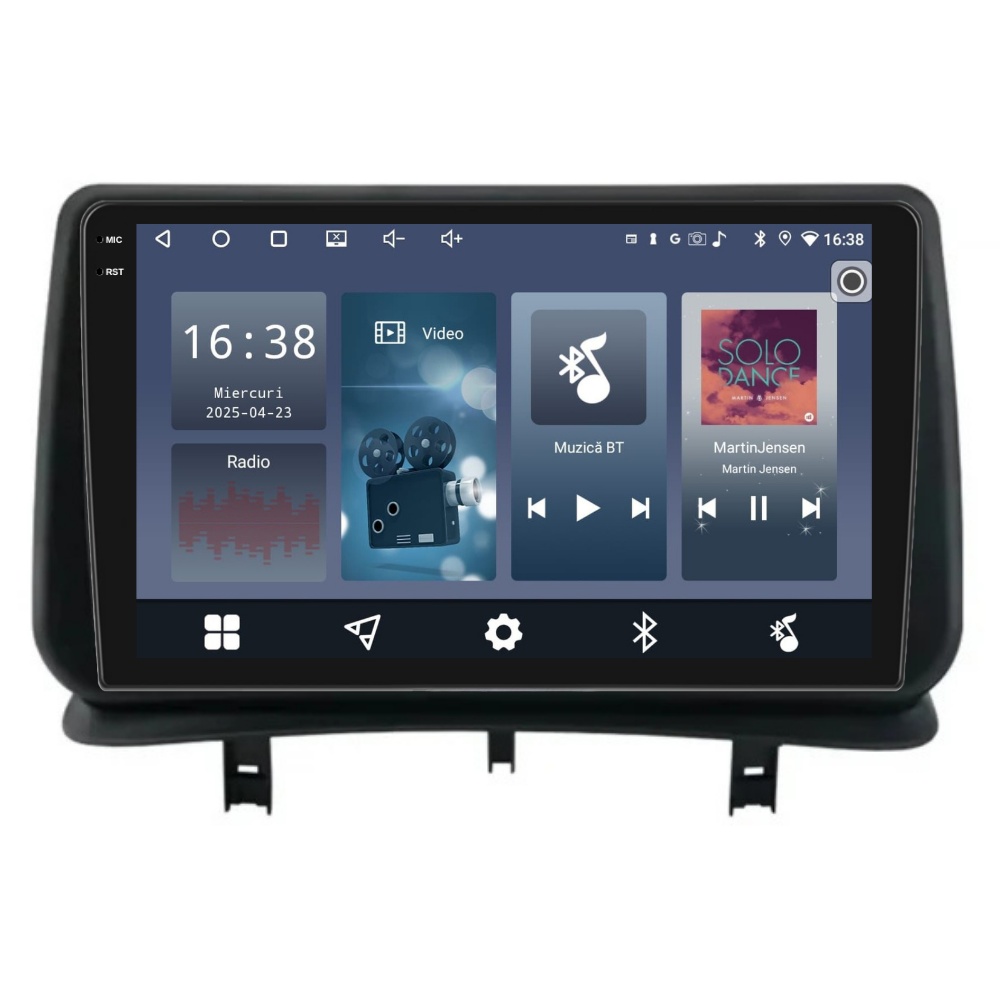 MIC
RST
G
16:38
16:38
Miercuri
2025-04-23
Radio
Video
Muzică BT
SOLO
DANCE
MARTIN JENSEN
MartinJensen
Martin Jensen